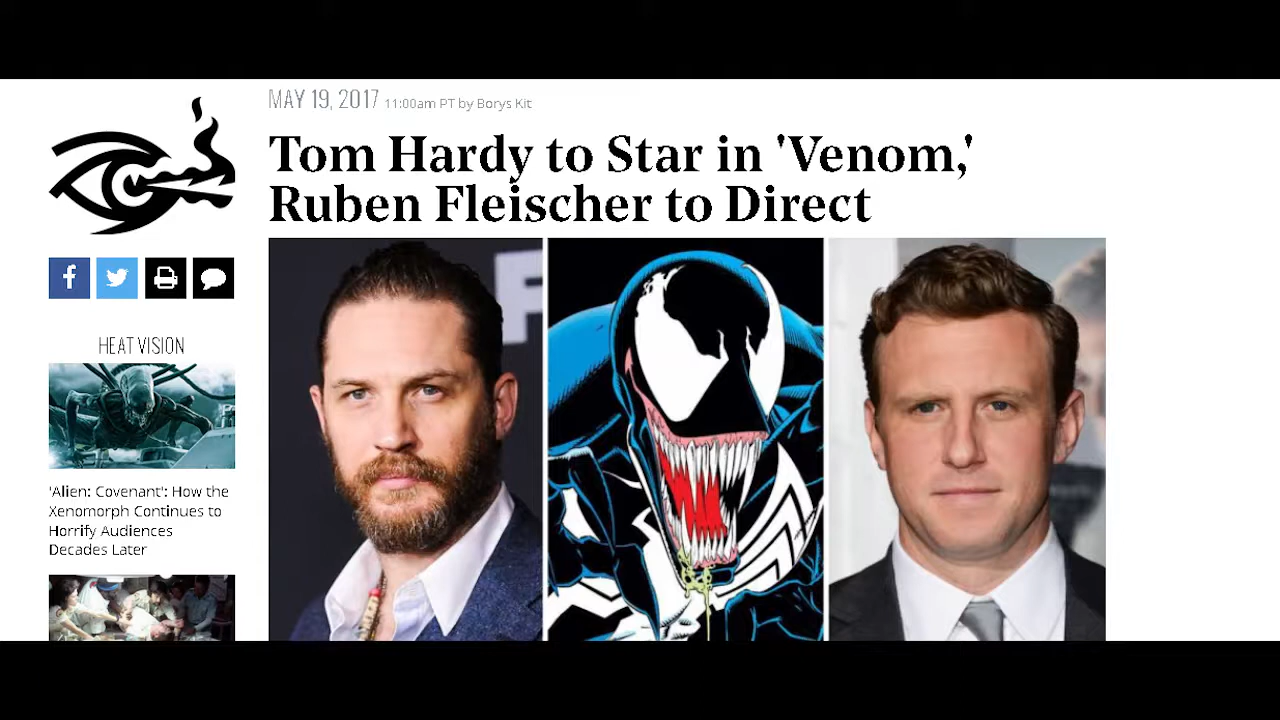 MAY 19, 2017 11:00am PT by Borys Kit
Tom Hardy to Star in 'Venom,'
Ruben Fleischer to Direct
HEAT VISION
'Alien: Covenant': How the
Xenomorph Continues to
Horrify Audiences
Decades Later